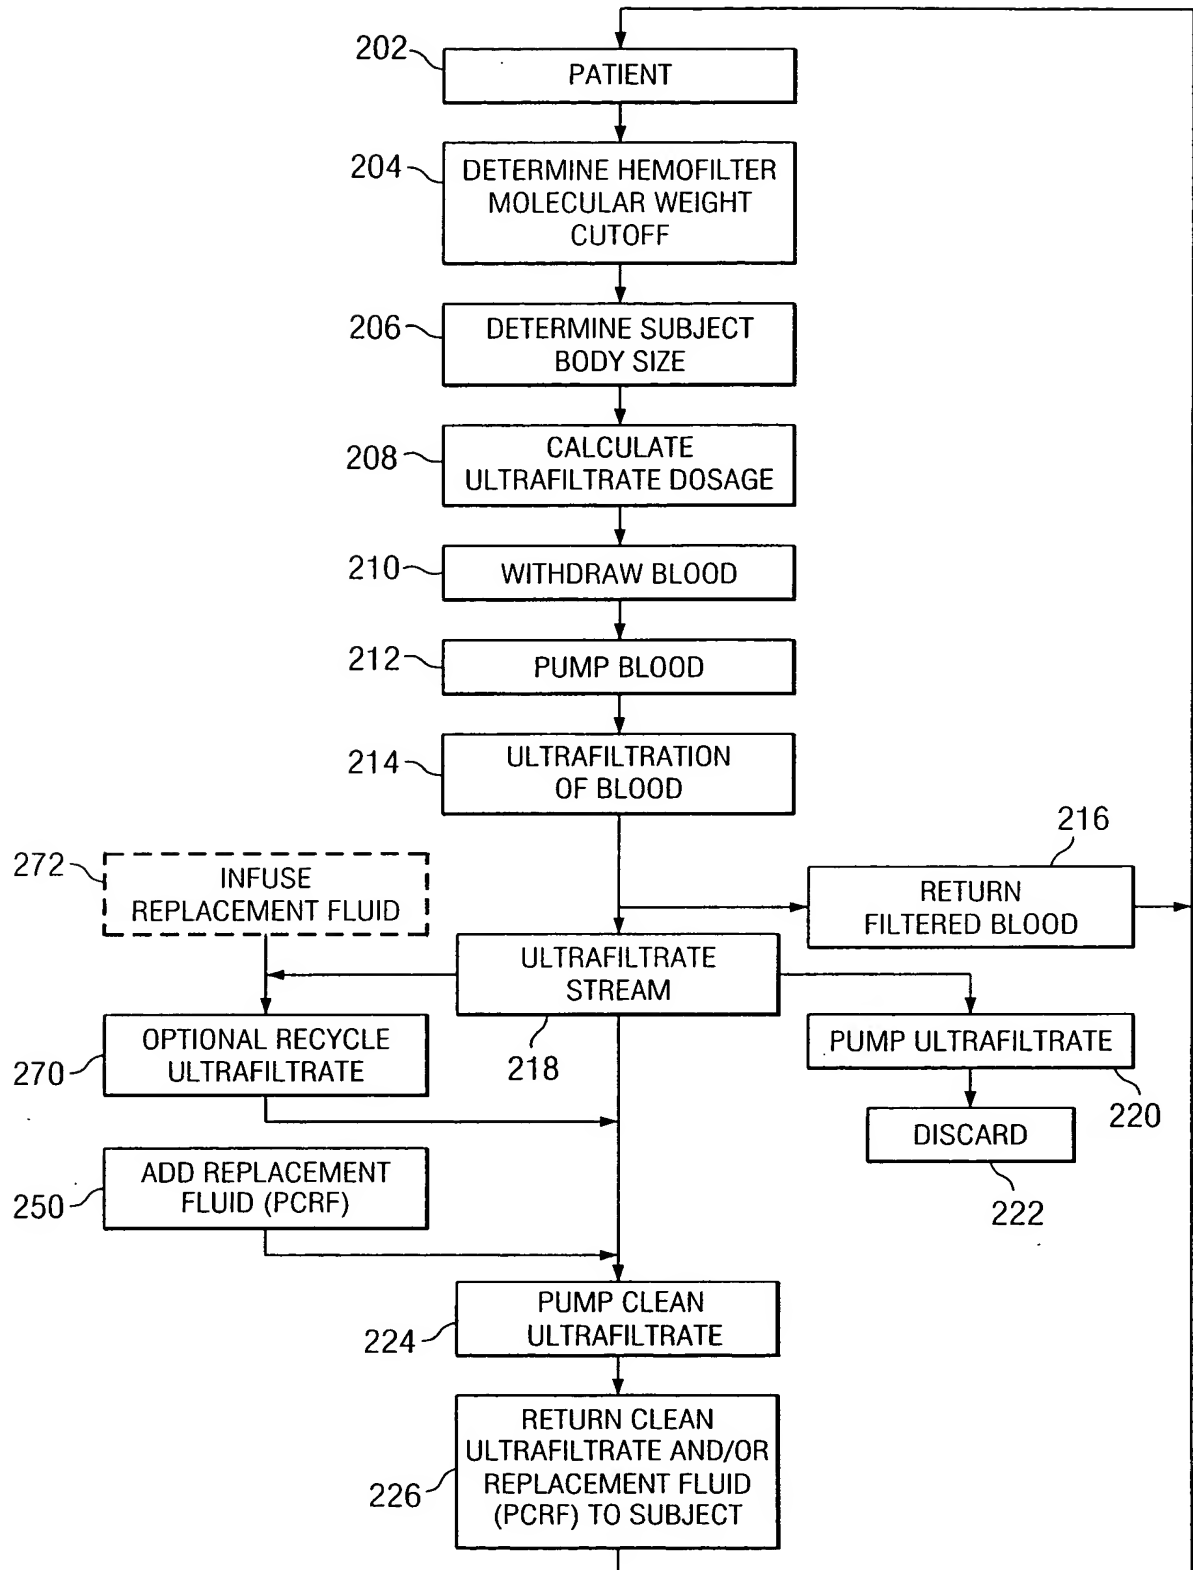 202
PATIENT
204
DETERMINE HEMOFILTER
MOLECULAR WEIGHT
CUTOFF
206
DETERMINE SUBJECT
BODY SIZE
208
CALCULATE
ULTRAFILTRATE DOSAGE
210
WITHDRAW BLOOD
212
PUMP BLOOD
214
ULTRAFILTRATION
OF BLOOD
216
RETURN
FILTERED BLOOD
272
INFUSE
REPLACEMENT FLUID
ULTRAFILTRATE
STREAM
218
270
OPTIONAL RECYCLE
ULTRAFILTRATE
PUMP ULTRAFILTRATE
220
DISCARD
222
250
ADD REPLACEMENT
FLUID (PCRF)
224
PUMP CLEAN
ULTRAFILTRATE
226
RETURN CLEAN
ULTRAFILTRATE AND/OR
REPLACEMENT FLUID
(PCRF) TO SUBJECT